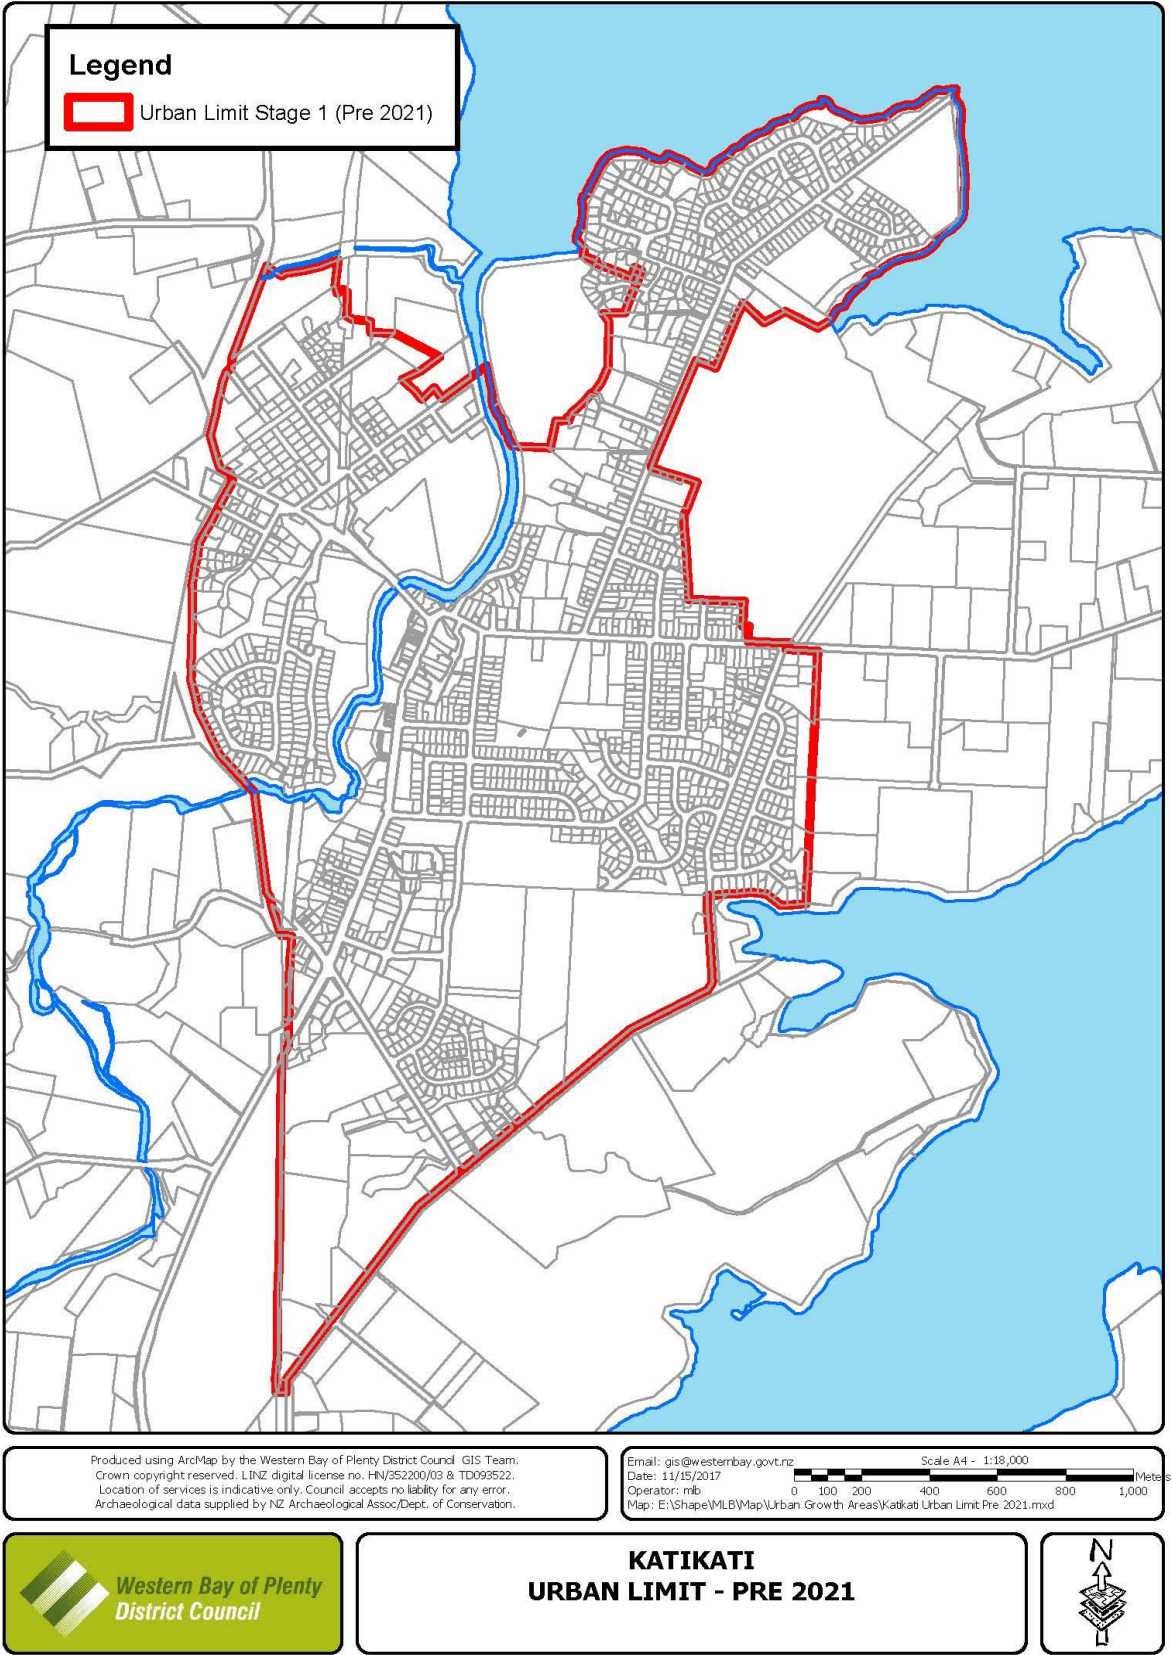 Legend
Urban Limit Stage 1 (Pre 2021)
Produced using ArcMap by the Western Bay of Plenty District Council GIS Team.
Crown copyright reserved. LINZ digital license no. HN/352200/03 & TD093522.
Location of services is indicative only. Council accepts no liability for any error.
Archaeological data supplied by NZ Archaeological Assoc/Dept. of Conservation.
Email: gis@westernbay.govt.nz
Date: 11/15/2017
Operator: mlb
Map: E:\Shape\MLB\Map\Urban Growth Areas\Katikati Urban Limit Pre 2021.mxd
Scale A4 - 1:18,000
Meters
0 100 200 400 600 800 1,000
Western Bay of Plenty
District Council
KATIKATI
URBAN LIMIT - PRE 2021
N